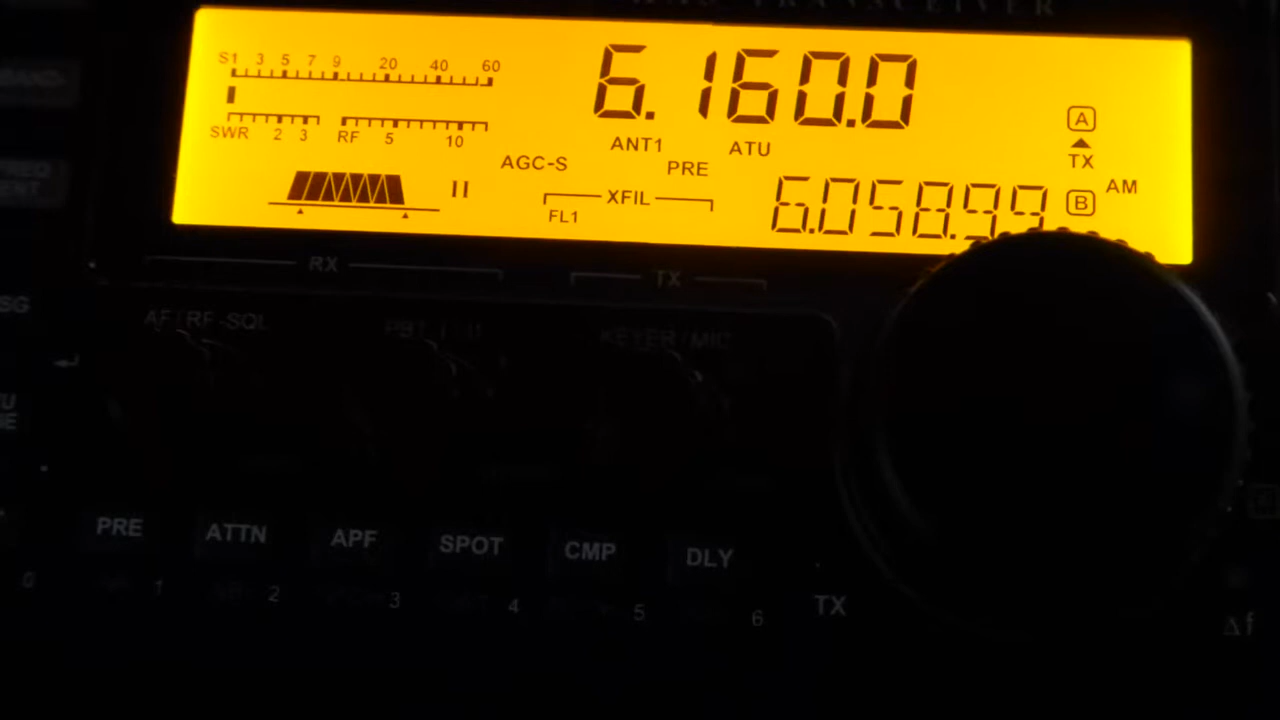 TRANSCEIVER
S1 3 5 7 9 20 40 60
6.160.0
SWR 2 3 RF 5 10
ANT1 ATU
A
TX
AGC-S PRE
AM
XFIL
FL1
6.058.99
B
RX TX
AF/RF-SQL
KEYER/MIC
PRE ATTN APF SPOT CMP DLY
0 1 2 3 4 5 6
TX
Δf